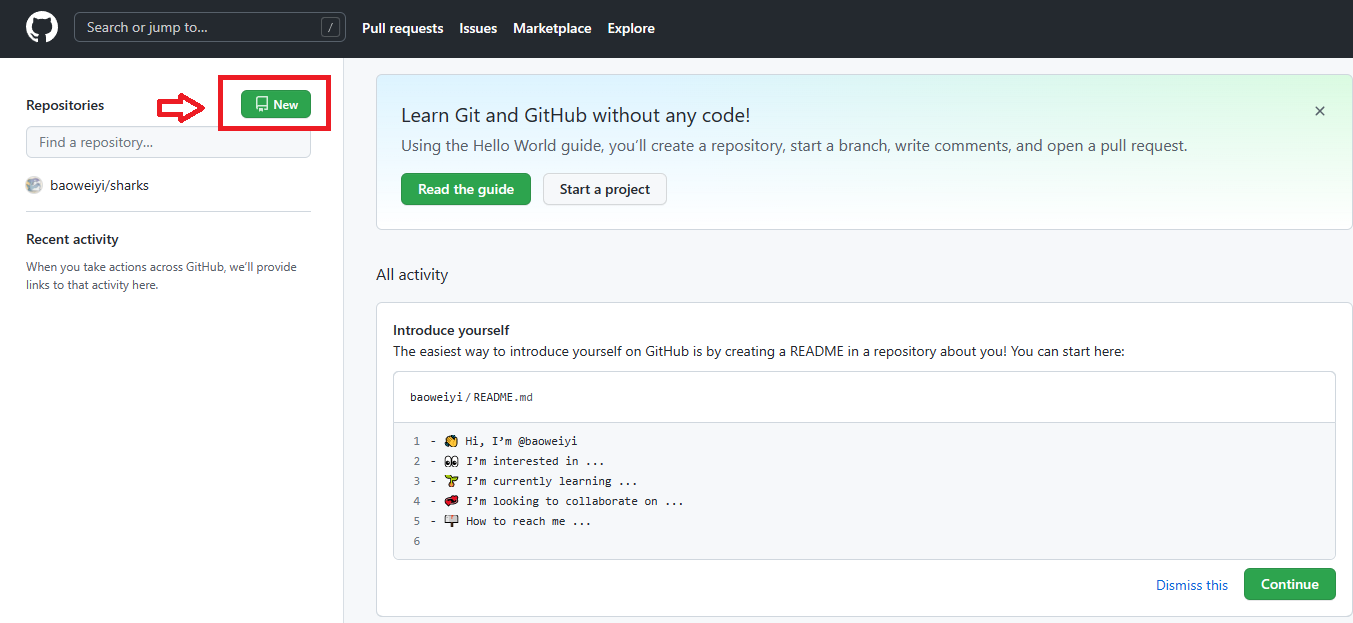 Search or jump to... /
Pull requests Issues Marketplace Explore
Repositories
New
Find a repository...
baoweiyi/sharks
Recent activity
When you take actions across GitHub, we’ll provide
links to that activity here.
Learn Git and GitHub without any code!
Using the Hello World guide, you’ll create a repository, start a branch, write comments, and open a pull request.
Read the guide
Start a project
All activity
Introduce yourself
The easiest way to introduce yourself on GitHub is by creating a README in a repository about you! You can start here:
baoweiyi/README.md
1 - 👋 Hi, I’m @baoweiyi
2 - 👀 I’m interested in ...
3 - 🌱 I’m currently learning ...
4 - 💞️ I’m looking to collaborate on ...
5 - 📫 How to reach me ...
6
Dismiss this
Continue